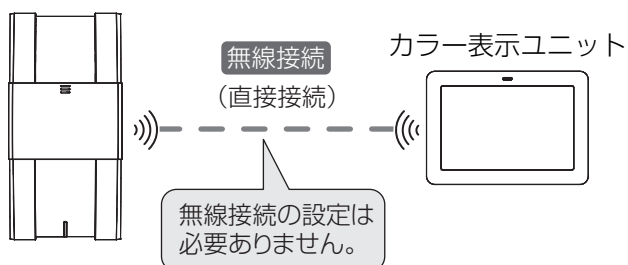 カラー表示ユニット
無線接続
（直接接続）
無線接続の設定は
必要ありません。